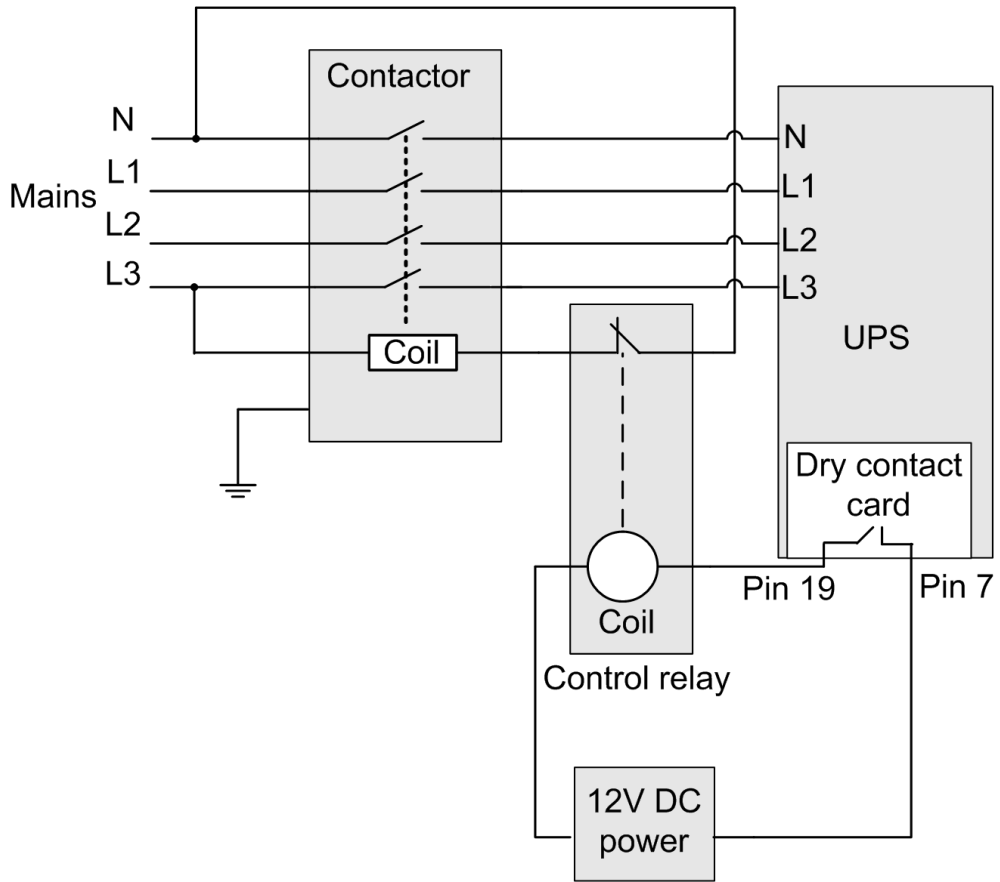 Contactor
N
L1
Mains
L2
L3
N
L1
L2
L3
UPS
Coil
Dry contact
card
Pin 19
Pin 7
Coil
Control relay
12V DC
power